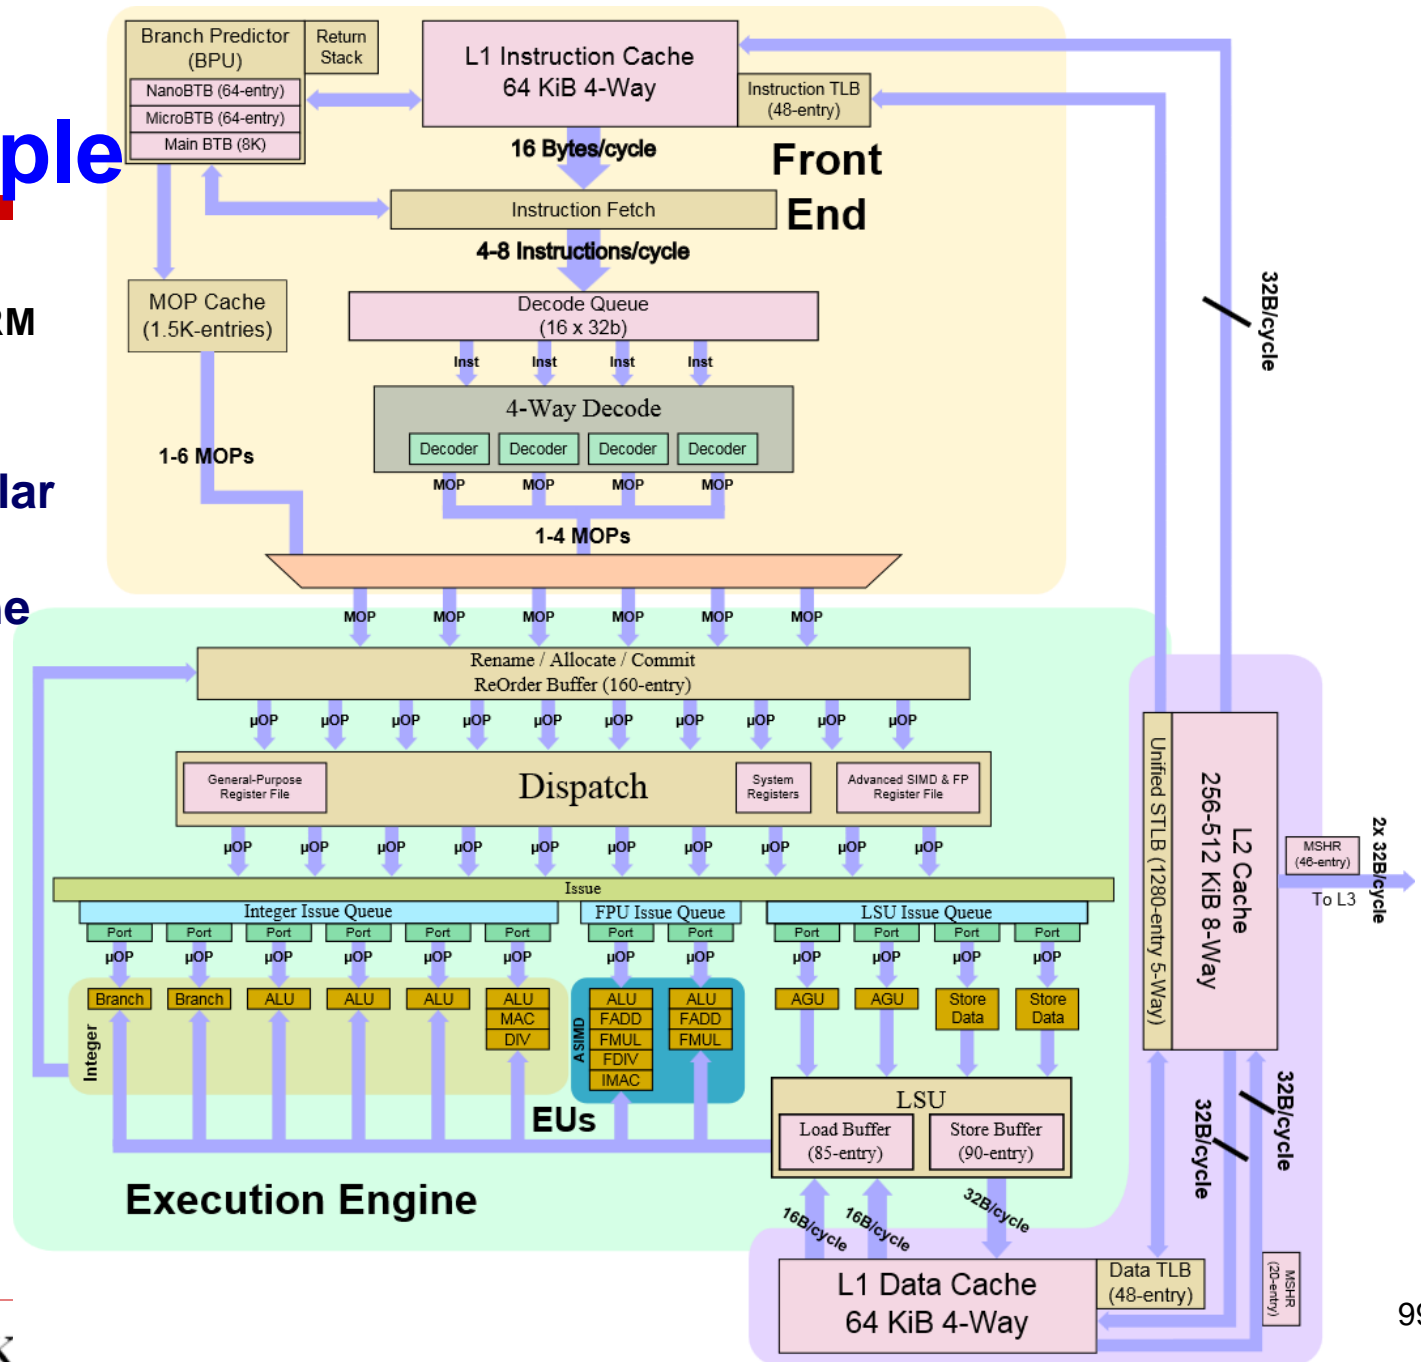 ple
RM
lar
ne
K
99
Branch Predictor
(BPU)
NanoBTB (64-entry)
MicroBTB (64-entry)
Main BTB (8K)
Return
Stack
L1 Instruction Cache
64 KiB 4-Way
Instruction TLB
(48-entry)
16 Bytes/cycle
Front
End
Instruction Fetch
4-8 Instructions/cycle
MOP Cache
(1.5K-entries)
Decode Queue
(16 x 32b)
Inst Inst Inst Inst
4-Way Decode
Decoder Decoder Decoder Decoder
MOP MOP MOP MOP
1-6 MOPs
1-4 MOPs
32B/cycle
MOP MOP MOP MOP MOP MOP
Rename / Allocate / Commit
ReOrder Buffer (160-entry)
µOP µOP µOP µOP µOP µOP µOP µOP µOP µOP
General-Purpose
Register File
Dispatch
System
Registers
Advanced SIMD & FP
Register File
µOP µOP µOP µOP µOP µOP µOP µOP µOP µOP
Issue
Integer Issue Queue
FPU Issue Queue
LSU Issue Queue
Port Port Port Port Port Port Port Port Port Port Port Port
µOP µOP µOP µOP µOP µOP µOP µOP µOP µOP µOP µOP
Integer
Branch
Branch
ALU
ALU
ALU
ALU
MAC
DIV
ASIMD
ALU
FADD
FMUL
FDIV
IMAC
ALU
FADD
FMUL
AGU
AGU
Store
Data
Store
Data
EUs
LSU
Load Buffer
(85-entry)
Store Buffer
(90-entry)
Execution Engine
16B/cycle
16B/cycle
32B/cycle
L1 Data Cache
64 KiB 4-Way
Data TLB
(48-entry)
MSHR
(20-entry)
32B/cycle
32B/cycle
Unified STLB (1280-entry 5-Way)
L2 Cache
256-512 KiB 8-Way
MSHR
(46-entry)
To L3
2x 32B/cycle